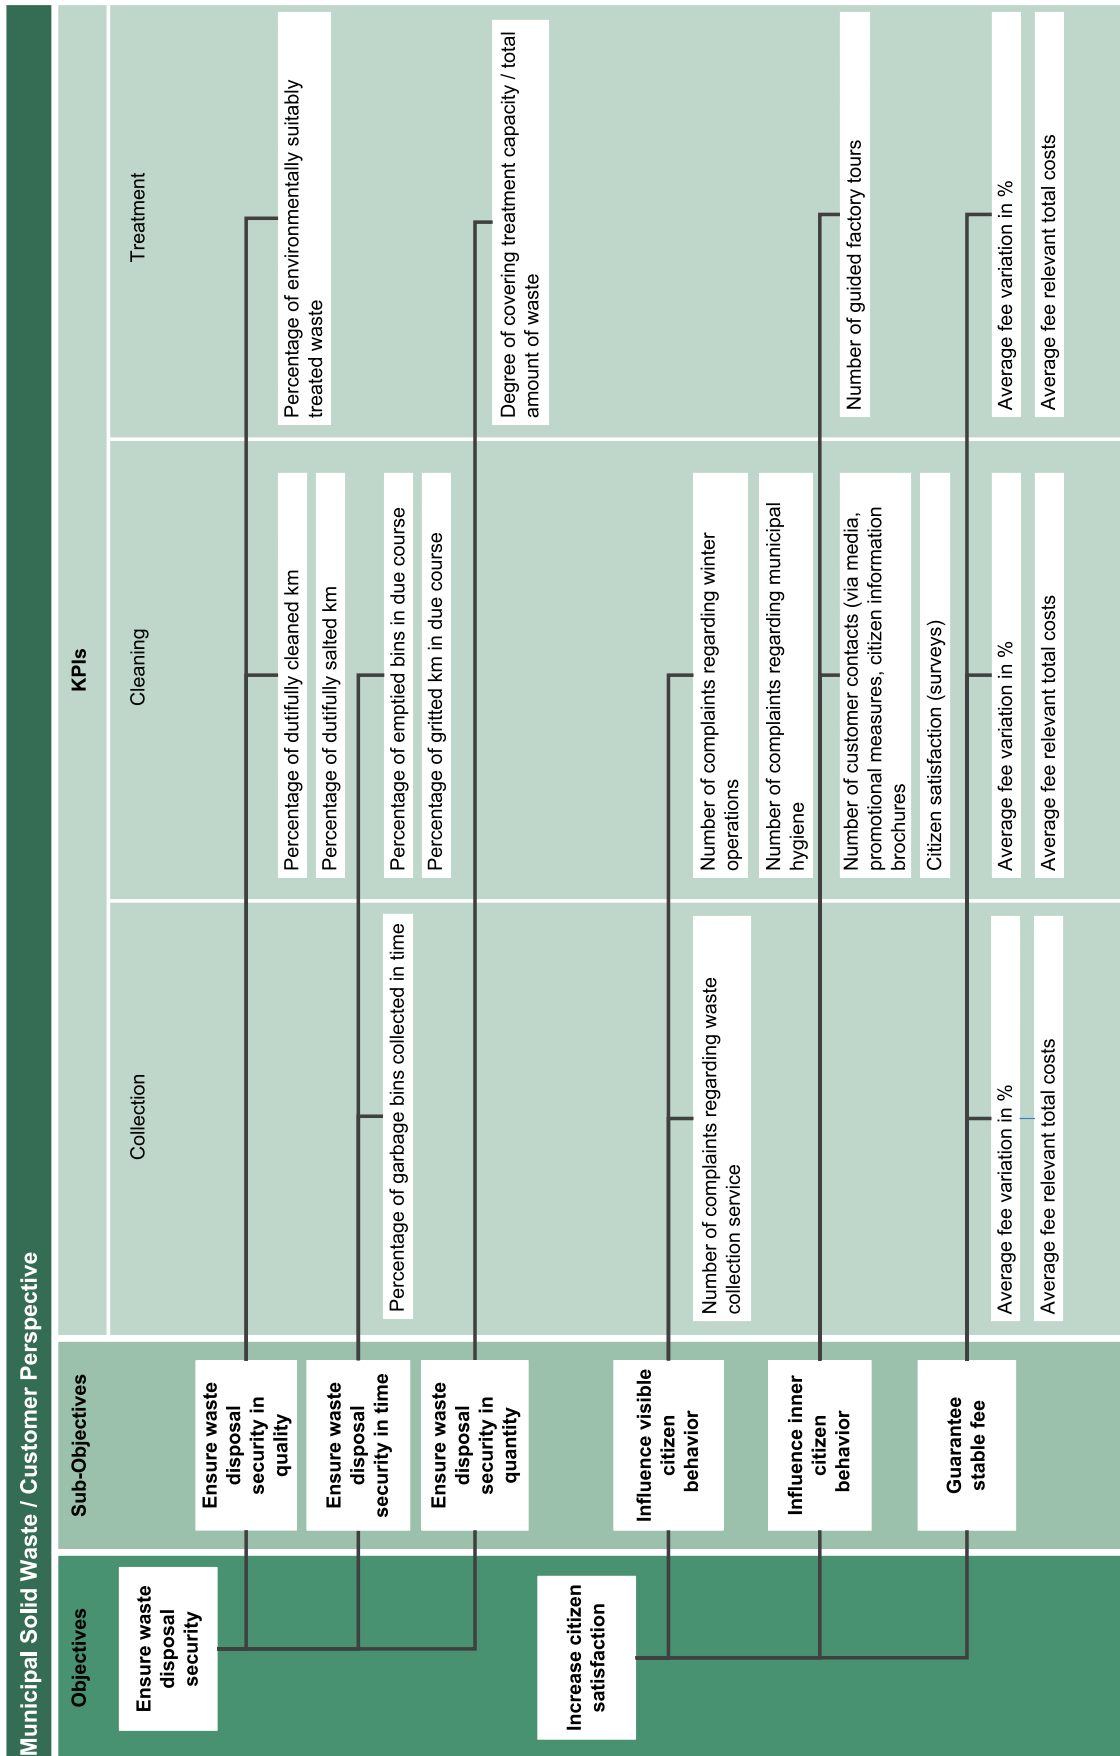 Municipal Solid Waste / Customer Perspective
Objectives
Sub-Objectives
KPIs
Collection
Cleaning
Treatment
Ensure waste
disposal
security
Ensure waste
disposal
security in
quality
Percentage of dutifully cleaned km
Percentage of dutifully salted km
Percentage of environmentally suitably
treated waste
Ensure waste
disposal
security in time
Percentage of garbage bins collected in time
Percentage of emptied bins in due course
Percentage of gritted km in due course
Ensure waste
disposal
security in
quantity
Degree of covering treatment capacity / total
amount of waste
Increase citizen
satisfaction
Influence visible
citizen
behavior
Number of complaints regarding waste
collection service
Number of complaints regarding winter
operations
Number of complaints regarding municipal
hygiene
Influence inner
citizen
behavior
Number of customer contacts (via media,
promotional measures, citizen information
brochures
Citizen satisfaction (surveys)
Number of guided factory tours
Guarantee
stable fee
Average fee variation in %
Average fee relevant total costs
Average fee variation in %
Average fee relevant total costs
Average fee variation in %
Average fee relevant total costs